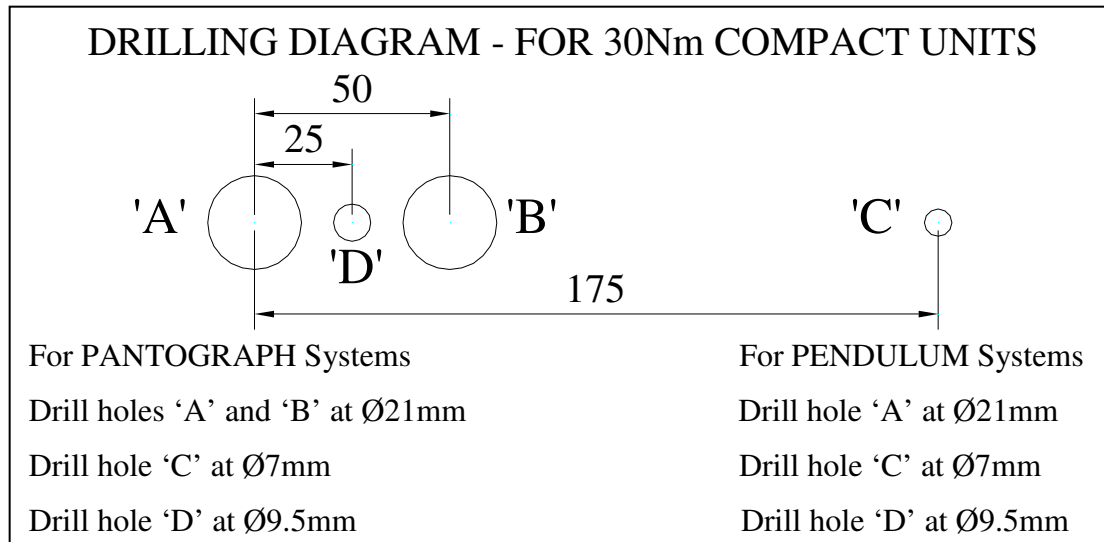 DRILLING DIAGRAM - FOR 30Nm COMPACT UNITS
50
25
'A'
'D'
'B'
'C'
175
For PANTOGRAPH Systems
Drill holes ‘A’ and ‘B’ at Ø21mm
Drill hole ‘C’ at Ø7mm
Drill hole ‘D’ at Ø9.5mm
For PENDULUM Systems
Drill hole ‘A’ at Ø21mm
Drill hole ‘C’ at Ø7mm
Drill hole ‘D’ at Ø9.5mm